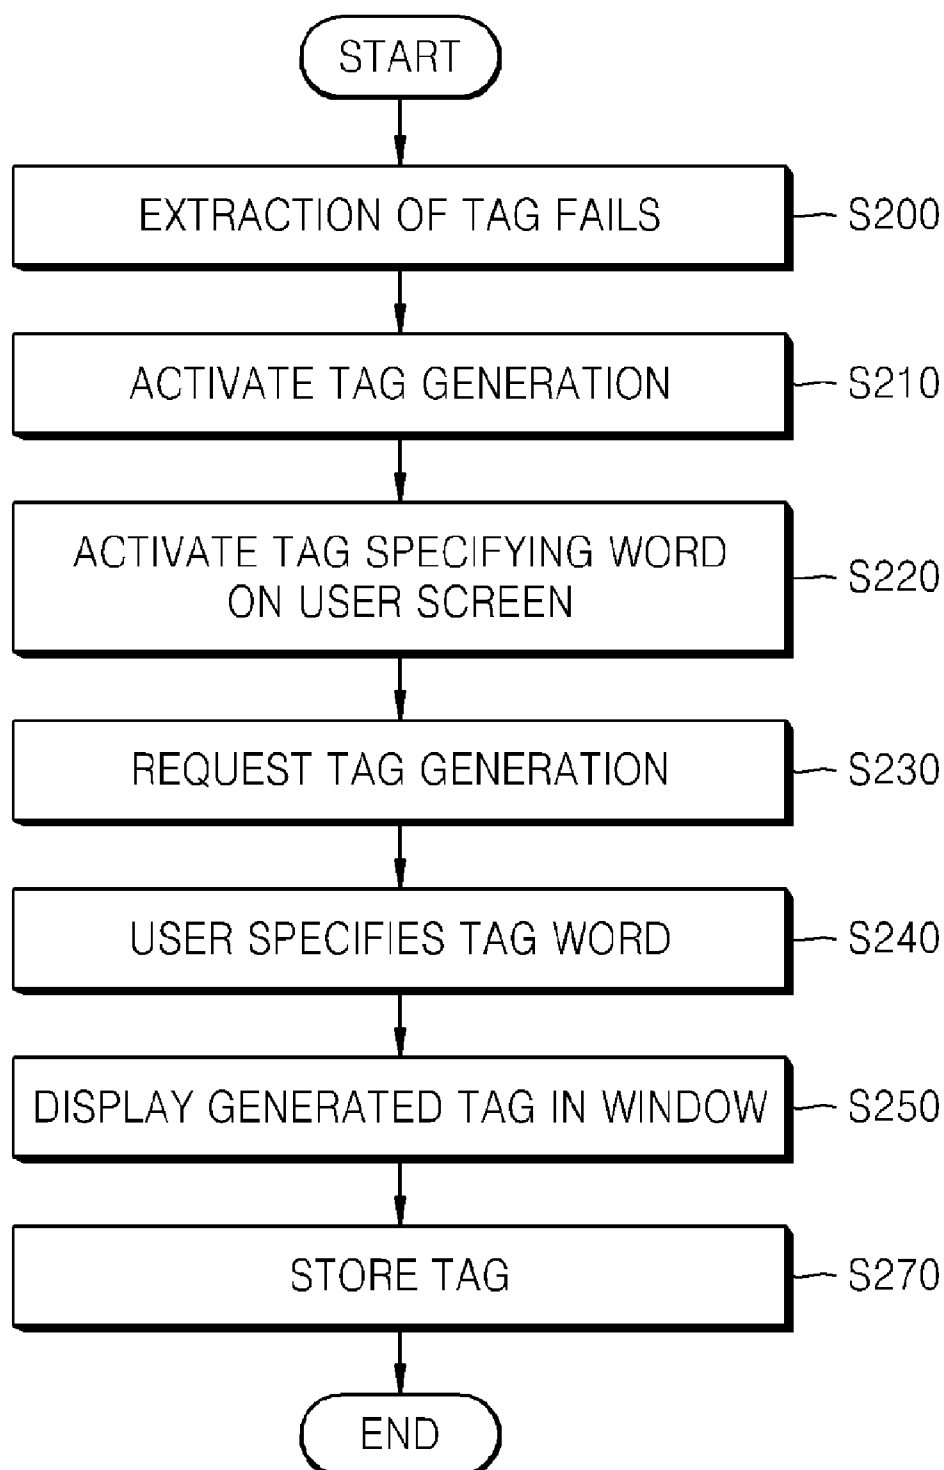 START
EXTRACTION OF TAG FAILS S200
ACTIVATE TAG GENERATION S210
ACTIVATE TAG SPECIFYING WORD
ON USER SCREEN S220
REQUEST TAG GENERATION S230
USER SPECIFIES TAG WORD S240
DISPLAY GENERATED TAG IN WINDOW S250
STORE TAG S270
END